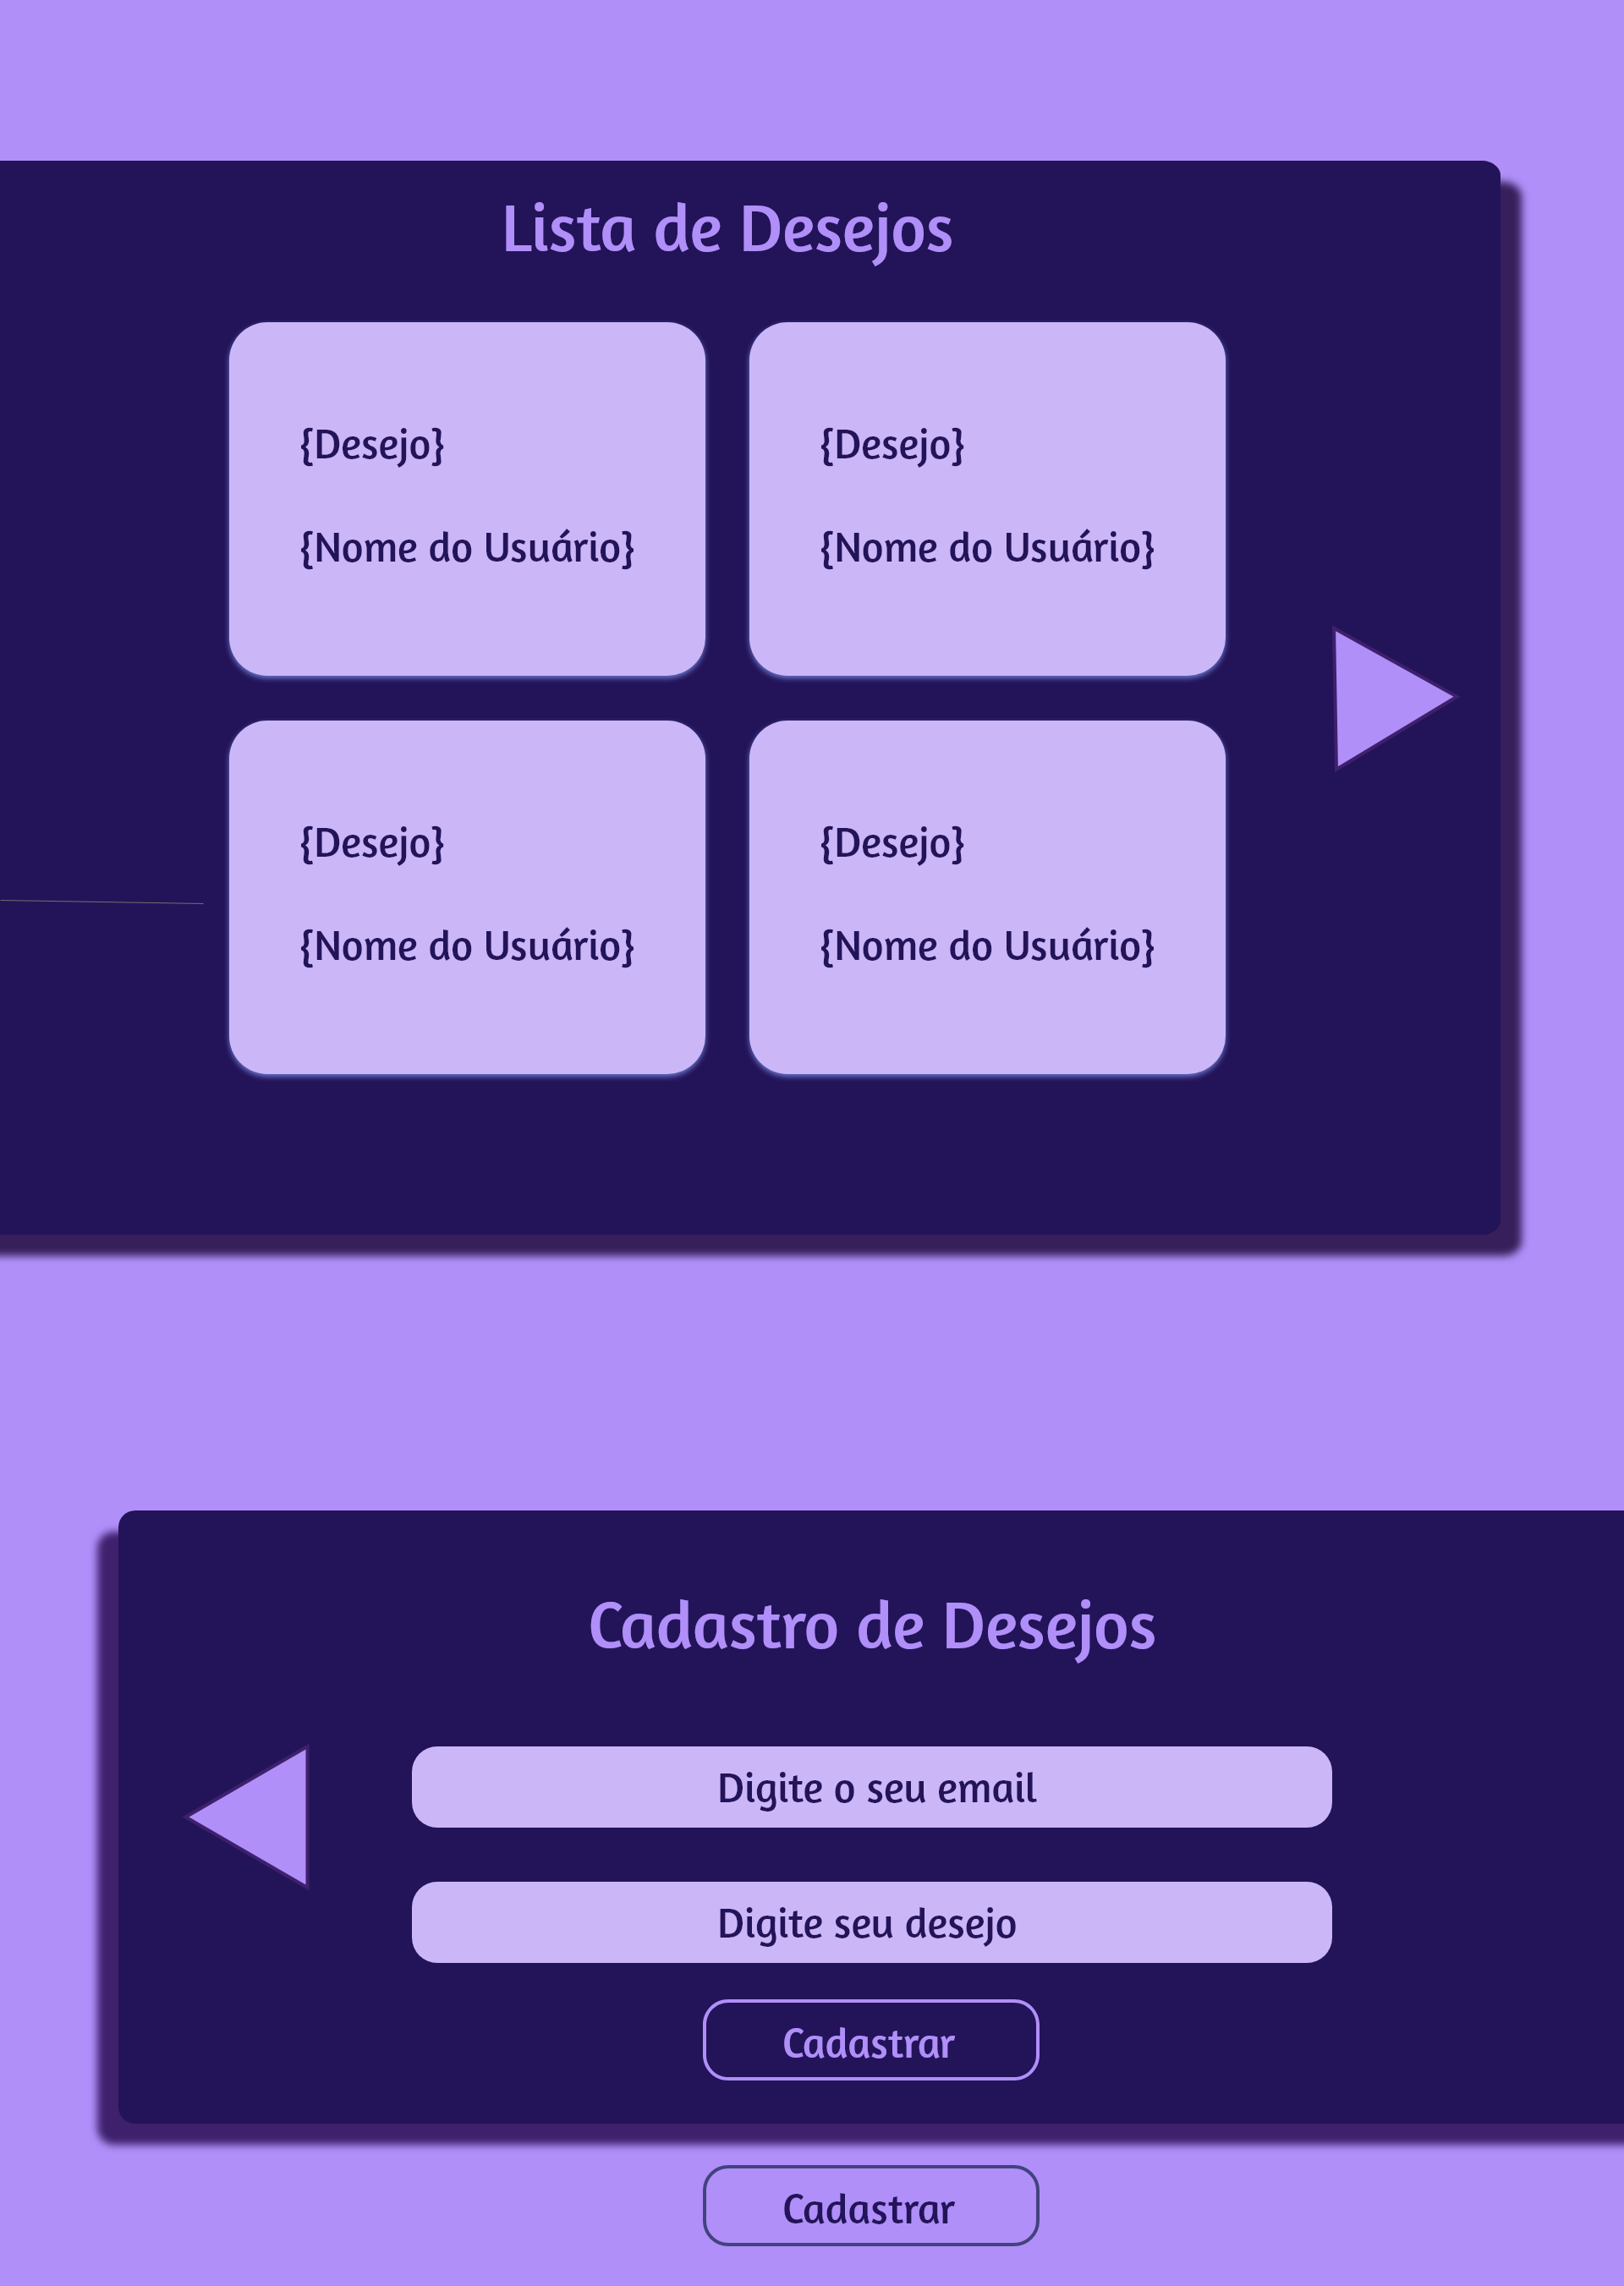 Lista de Desejos
{Desejo}
{Nome do Usuário}
{Desejo}
{Nome do Usuário}
{Desejo}
{Nome do Usuário}
{Desejo}
{Nome do Usuário}
Cadastro de Desejos
Digite o seu email
Digite seu desejo
Cadastrar
Cadastrar